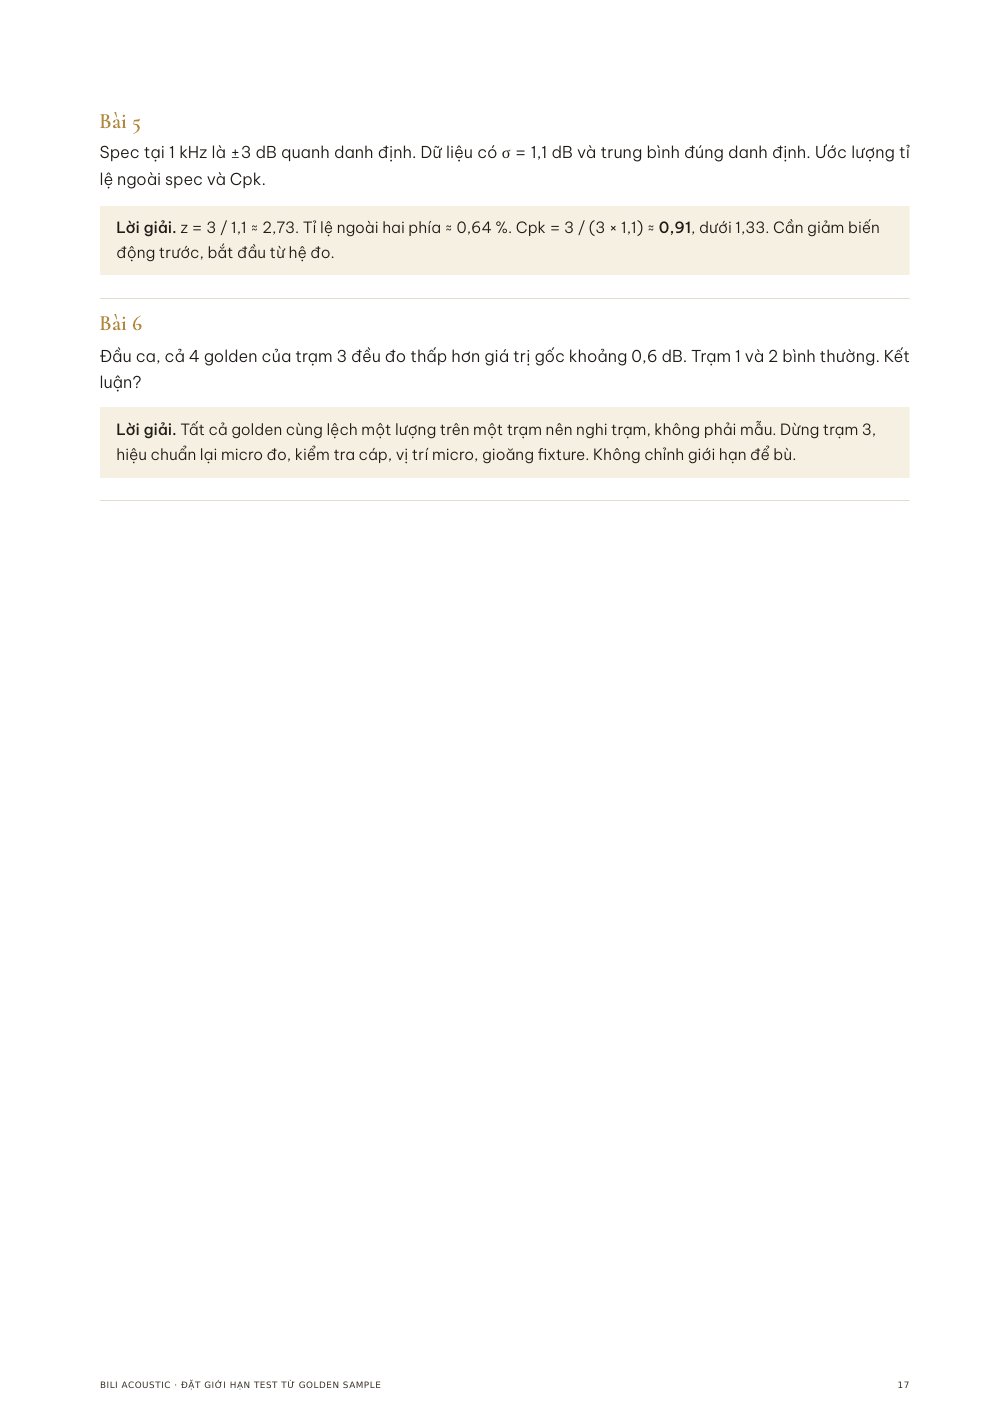 Bài 5
Spec tại 1 kHz là ±3 dB quanh danh định. Dữ liệu có σ = 1,1 dB và trung bình đúng danh định. Ước lượng tỉ
lệ ngoài spec và Cpk.
Lời giải. z = 3 / 1,1 ≈ 2,73. Tỉ lệ ngoài hai phía ≈ 0,64 %. Cpk = 3 / (3 × 1,1) ≈ 0,91, dưới 1,33. Cần giảm biến
động trước, bắt đầu từ hệ đo.
Bài 6
Đầu ca, cả 4 golden của trạm 3 đều đo thấp hơn giá trị gốc khoảng 0,6 dB. Trạm 1 và 2 bình thường. Kết
luận?
Lời giải. Tất cả golden cùng lệch một lượng trên một trạm nên nghi trạm, không phải mẫu. Dừng trạm 3,
hiệu chuẩn lại micro đo, kiểm tra cáp, vị trí micro, gioăng fixture. Không chỉnh giới hạn để bù.
BILI ACOUSTIC · ĐẶT GIỚI HẠN TEST TỪ GOLDEN SAMPLE
17